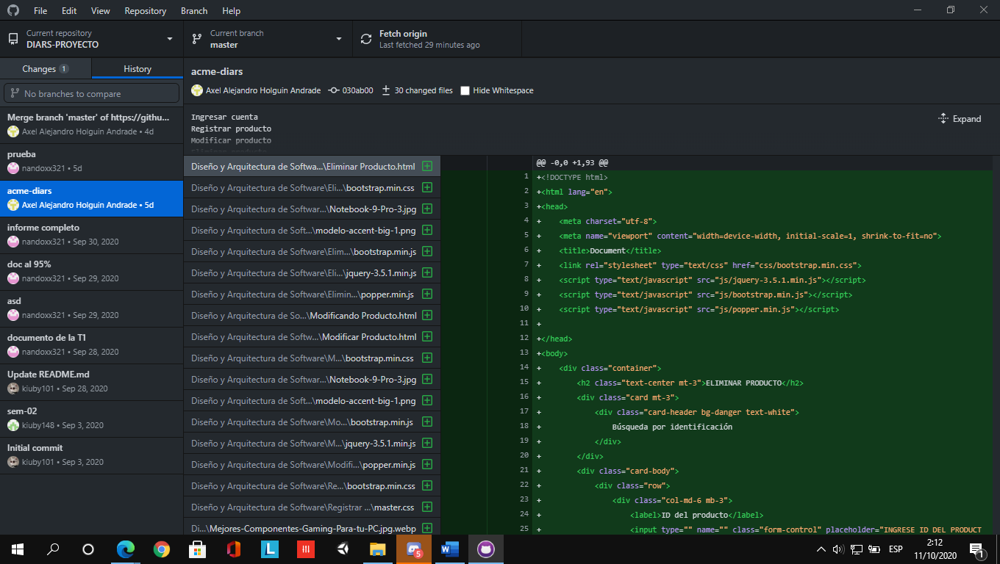 File Edit View Repository Branch Help
Current repository
DIARS-PROYECTO
Current branch
master
Fetch origin
Last fetched 29 minutes ago
Changes 1
History
No branches to compare
Merge branch 'master' of https://githu...
Axel Alejandro Holguin Andrade • 4d
prueba
nandoxx321 • 5d
acme-diars
Axel Alejandro Holguin Andrade • 5d
informe completo
nandoxx321 • Sep 30, 2020
doc al 95%
nandoxx321 • Sep 29, 2020
asd
nandoxx321 • Sep 29, 2020
documento de la T1
nandoxx321 • Sep 28, 2020
Update README.md
kiuby101 • Sep 28, 2020
sem-02
kiuby148 • Sep 3, 2020
Initial commit
kiuby101 • Sep 3, 2020
acme-diars
Axel Alejandro Holguin Andrade 030ab00 30 changed files Hide Whitespace
Ingresar cuenta
Registrar producto
Modificar producto
Expand
Diseño y Arquitectura de Softwa...\Eliminar Producto.html
Diseño y Arquitectura de Software\Eli...\bootstrap.min.css
Diseño y Arquitectura de Softwar...\Notebook-9-Pro-3.jpg
Diseño y Arquitectura de Soft...\modelo-accent-big-1.png
Diseño y Arquitectura de Software\Elim...\bootstrap.min.js
Diseño y Arquitectura de Software\Eli...\jquery-3.5.1.min.js
Diseño y Arquitectura de Software\Elimin...\popper.min.js
Diseño y Arquitectura de So...\Modificando Producto.html
Diseño y Arquitectura de Softw...\Modificar Producto.html
Diseño y Arquitectura de Software\M...\bootstrap.min.css
Diseño y Arquitectura de Softwar...\Notebook-9-Pro-3.jpg
Diseño y Arquitectura de Soft...\modelo-accent-big-1.png
Diseño y Arquitectura de Software\Mo...\bootstrap.min.js
Diseño y Arquitectura de Software\M...\jquery-3.5.1.min.js
Diseño y Arquitectura de Software\Modifi...\popper.min.js
Diseño y Arquitectura de Software\Re...\bootstrap.min.css
Diseño y Arquitectura de Software\Registrar ...\master.css
Di...\Mejores-Componentes-Gaming-Para-tu-PC.jpg.webp
@@ -0,0 +1,93 @@
1 +<!DOCTYPE html>
2 +<html lang="en">
3 +<head>
4 +    <meta charset="utf-8">
5 +    <meta name="viewport" content="width=device-width, initial-scale=1, shrink-to-fit=no">
6 +    <title>Document</title>
7 +    <link rel="stylesheet" type="text/css" href="css/bootstrap.min.css">
8 +    <script type="text/javascript" src="js/jquery-3.5.1.min.js"></script>
9 +    <script type="text/javascript" src="js/bootstrap.min.js"></script>
10 +    <script type="text/javascript" src="js/popper.min.js"></script>
11 +
12 +</head>
13 +<body>
14 +    <div class="container">
15 +        <h2 class="text-center mt-3">ELIMINAR PRODUCTO</h2>
16 +        <div class="card mt-3">
17 +            <div class="card-header bg-danger text-white">
18 +                Búsqueda por identificación
19 +            </div>
20 +        </div>
21 +        <div class="card-body">
22 +            <div class="row">
23 +                <div class="col-md-6 mb-3">
24 +                    <label>ID del producto</label>
25 +                    <input type="" name="" class="form-control" placeholder="INGRESE ID DEL PRODUCT
L
5
ESP
2:12
11/10/2020
1